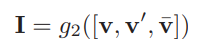 𝐈 = g₂([𝐯, 𝐯′, 𝐯̄])